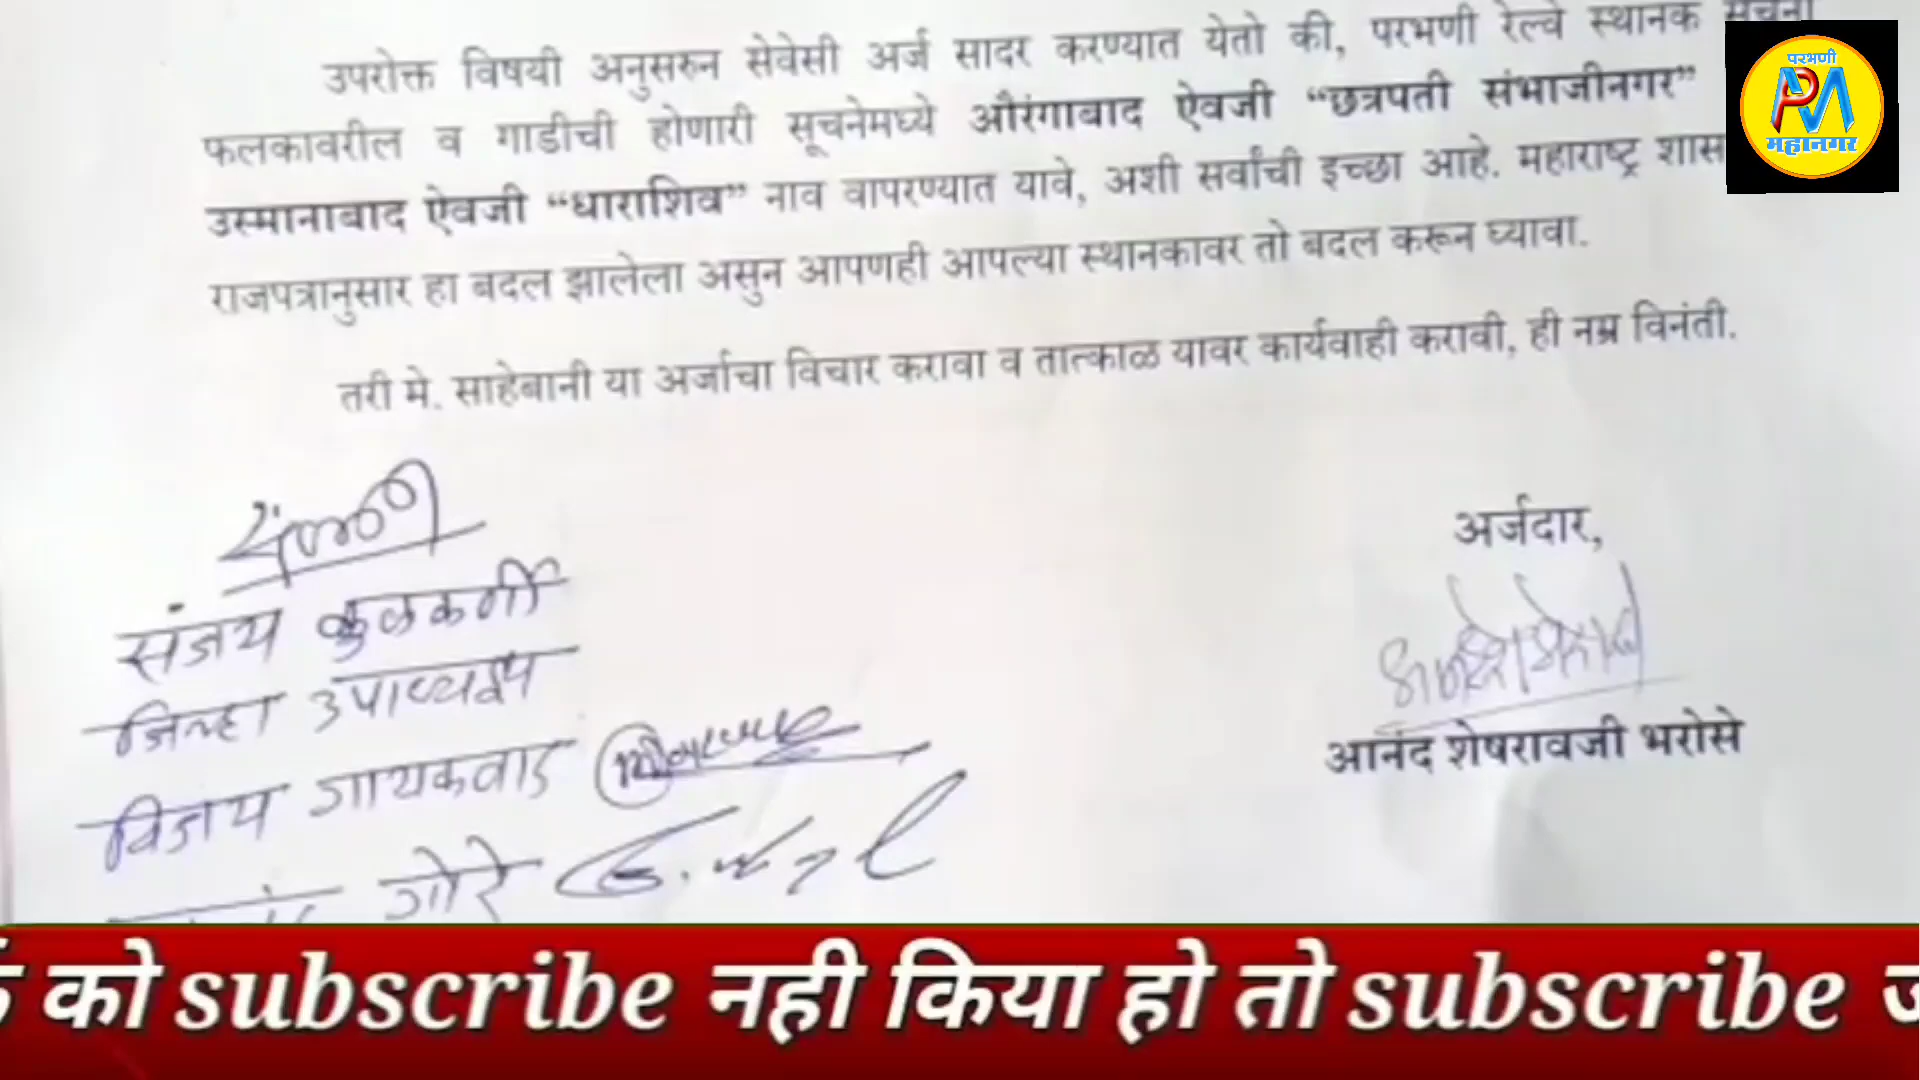 उपरोक्त विषयी अनुसरुन सेवेसी अर्ज सादर करण्यात येतो की, परभणी रेल्वे स्थानक सूचना
फलकावरील व गाडीची होणारी सूचनेमध्ये औरंगाबाद ऐवजी “छत्रपती संभाजीनगर”
उस्मानाबाद ऐवजी “धाराशिव” नाव वापरण्यात यावे, अशी सर्वांची इच्छा आहे. महाराष्ट्र शास
राजपत्रानुसार हा बदल झालेला असुन आपणही आपल्या स्थानकावर तो बदल करून घ्यावा.
तरी मे. साहेबानी या अर्जाचा विचार करावा व तात्काळ यावर कार्यवाही करावी, ही नम्र विनंती.
परभणी
PM
महानगर
संजय कुळकर्णी
जिल्हा उपाध्यक्ष
विजय गायकवाड
गोरे
अर्जदार,
आनंद शेषरावजी भरोसे
को subscribe नही किया हो तो subscribe